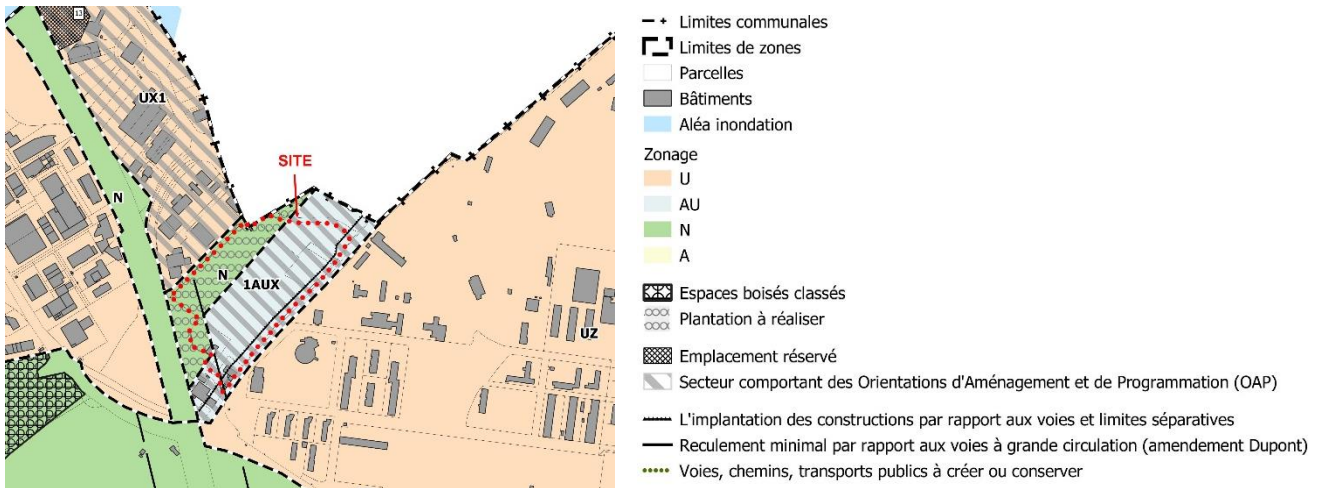 13
UX1
SITE
N
N
1AUX
UZ
Limites communales
Limites de zones
Parcelles
Bâtiments
Aléa inondation
Zonage
U
AU
N
A
Espaces boisés classés
Plantation à réaliser
Emplacement réservé
Secteur comportant des Orientations d'Aménagement et de Programmation (OAP)
L'implantation des constructions par rapport aux voies et limites séparatives
Reculement minimal par rapport aux voies à grande circulation (amendement Dupont)
Voies, chemins, transports publics à créer ou conserver